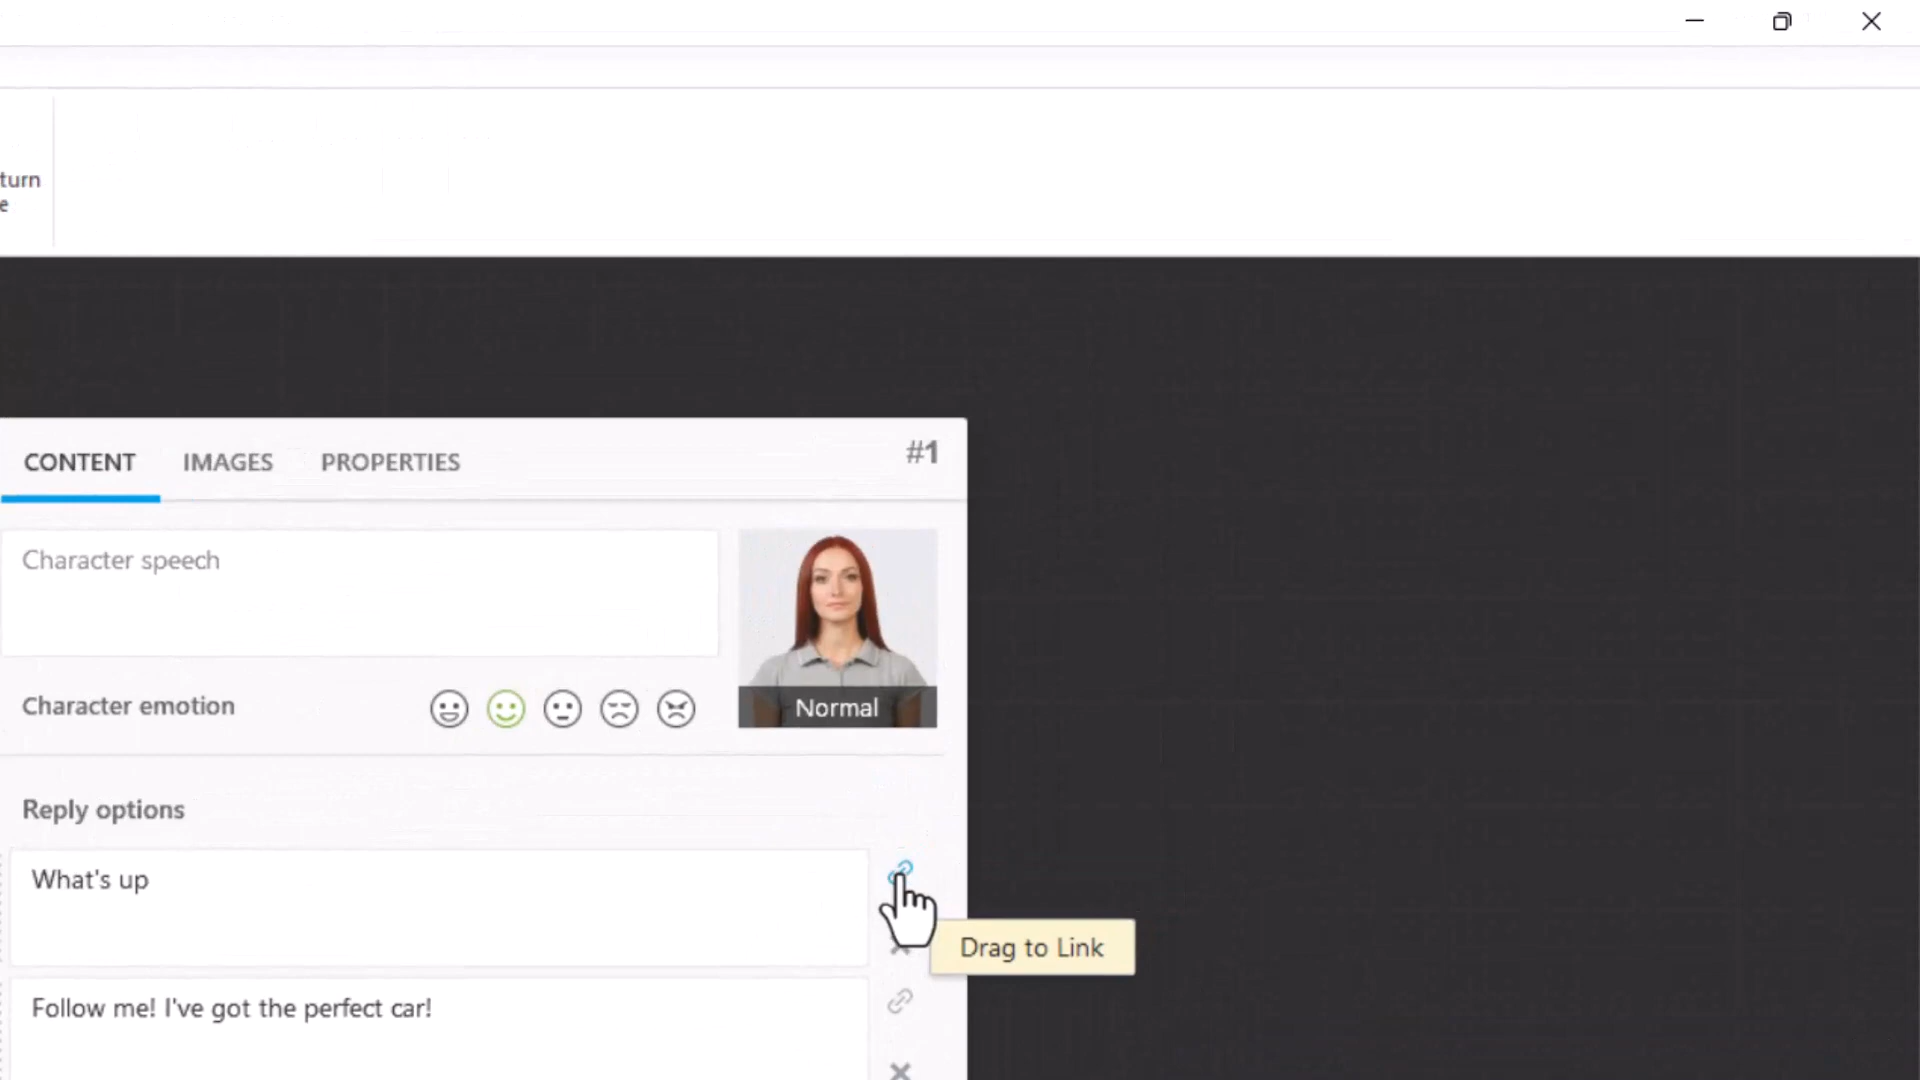 turn
e
CONTENT IMAGES PROPERTIES #1
Character speech
Character emotion
Normal
Reply options
What's up
Drag to Link
Follow me! I've got the perfect car!